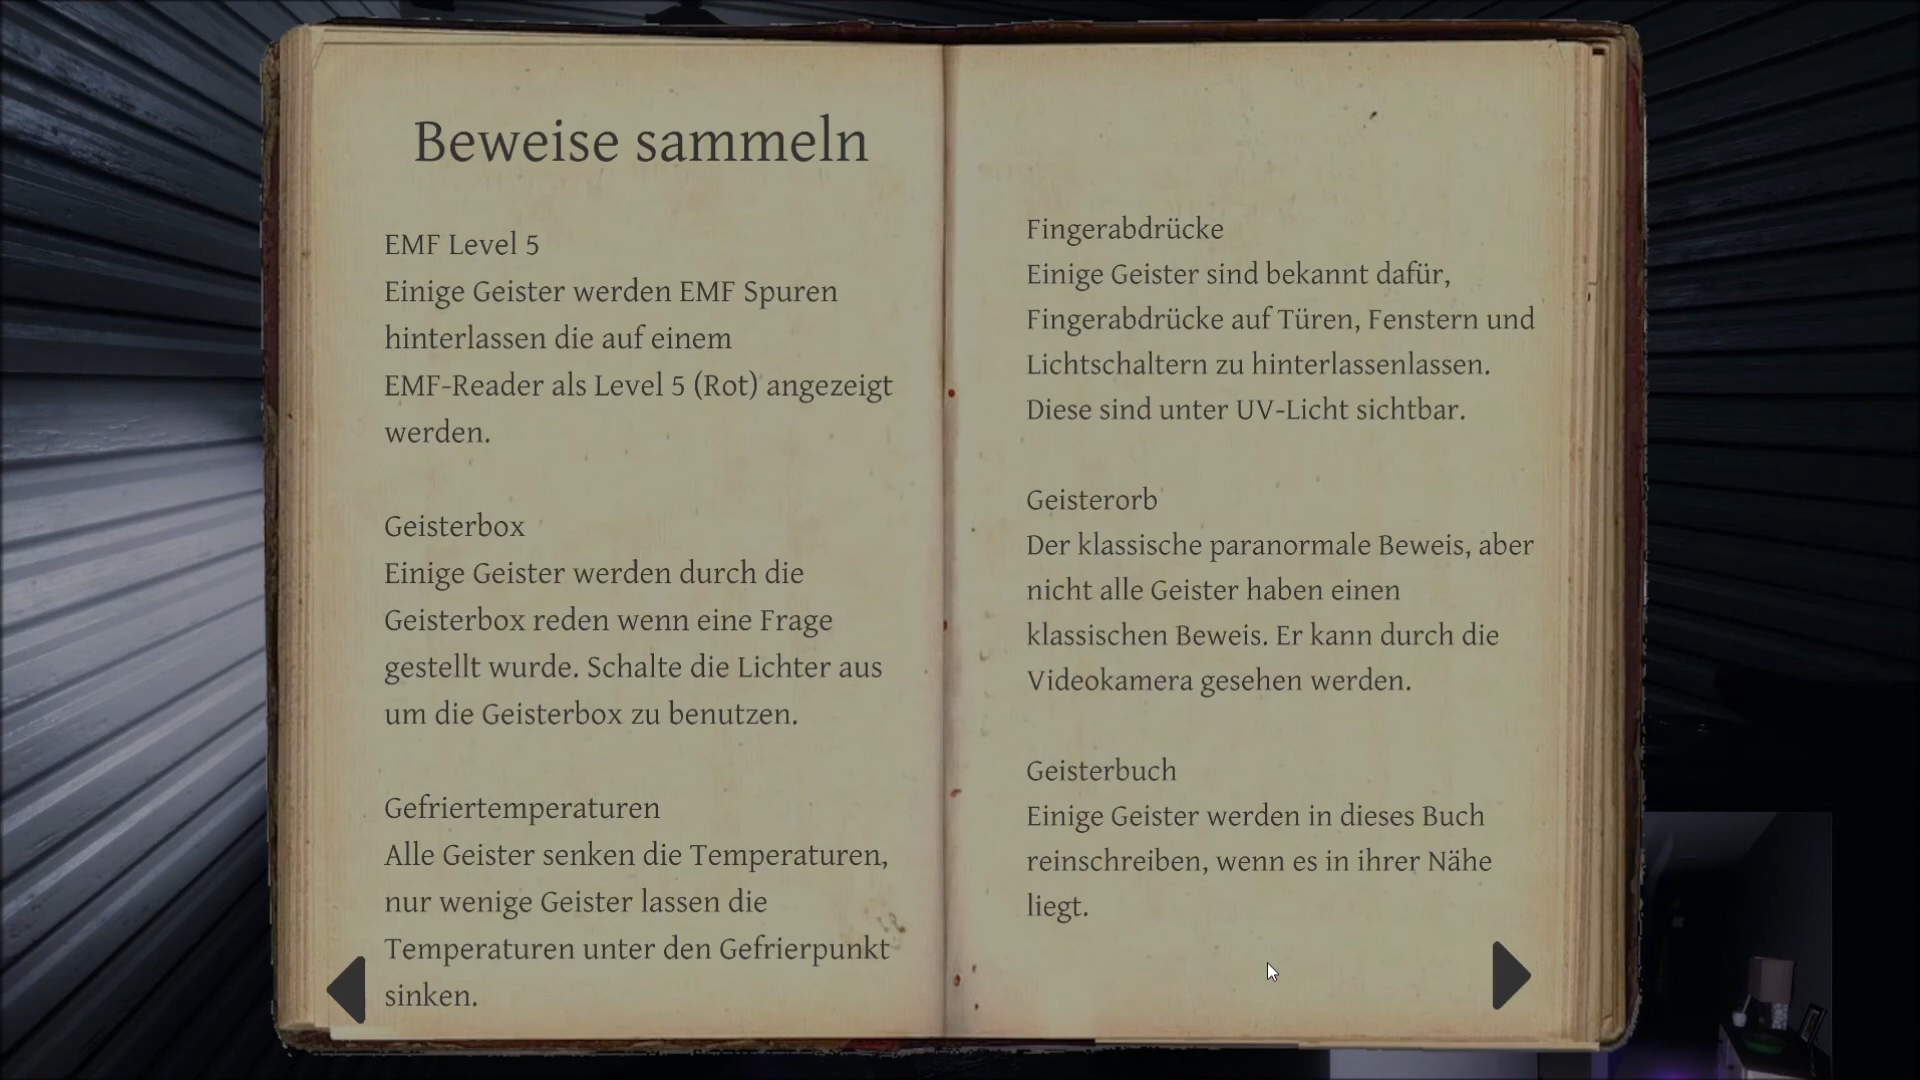 Beweise sammeln
EMF Level 5
Einige Geister werden EMF Spuren
hinterlassen die auf einem
EMF-Reader als Level 5 (Rot) angezeigt
werden.
Geisterbox
Einige Geister werden durch die
Geisterbox reden wenn eine Frage
gestellt wurde. Schalte die Lichter aus
um die Geisterbox zu benutzen.
Gefriertemperaturen
Alle Geister senken die Temperaturen,
nur wenige Geister lassen die
Temperaturen unter den Gefrierpunkt
sinken.
Fingerabdrücke
Einige Geister sind bekannt dafür,
Fingerabdrücke auf Türen, Fenstern und
Lichtschaltern zu hinterlassenlassen.
Diese sind unter UV-Licht sichtbar.
Geisterorb
Der klassische paranormale Beweis, aber
nicht alle Geister haben einen
klassischen Beweis. Er kann durch die
Videokamera gesehen werden.
Geisterbuch
Einige Geister werden in dieses Buch
reinschreiben, wenn es in ihrer Nähe
liegt.